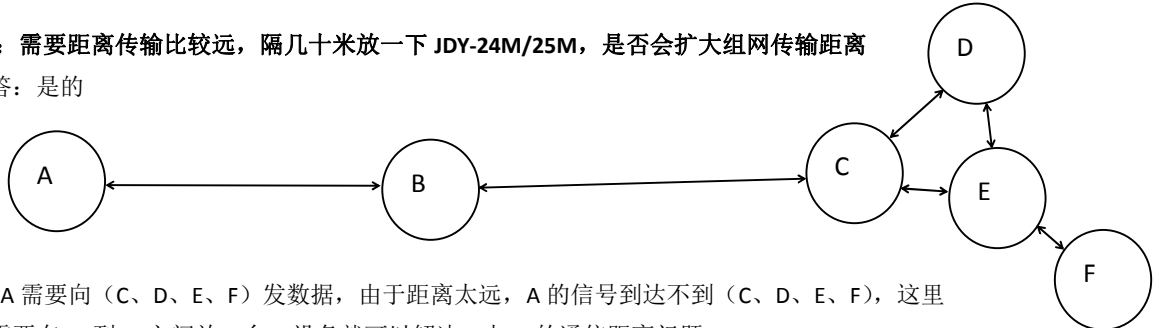 ：需要距离传输比较远，隔几十米放一下 JDY-24M/25M，是否会扩大组网传输距离
答：是的
D
A
B
C
E
F
A 需要向（C、D、E、F）发数据，由于距离太远，A 的信号到达不到（C、D、E、F），这里